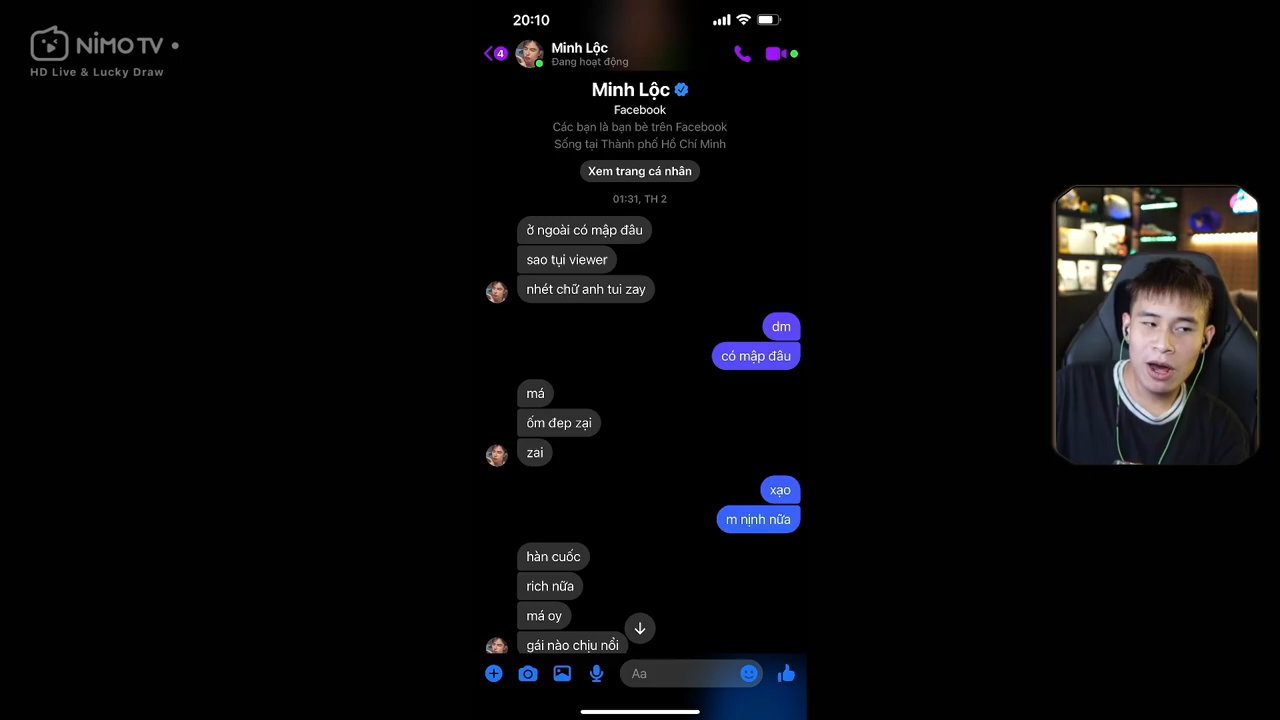 NIMO TV
HD Live & Lucky Draw
20:10
4
Minh Lộc
Đang hoạt động
Minh Lộc
Facebook
Các bạn là bạn bè trên Facebook
Sống tại Thành phố Hồ Chí Minh
Xem trang cá nhân
01:31, TH 2
ở ngoài có mập đâu
sao tụi viewer
nhét chữ anh tui zay
dm
có mập đâu
má
ốm đẹp zại
zai
xạo
m nịnh nữa
hàn cuốc
rich nữa
má oy
gái nào chịu nổi
Aa